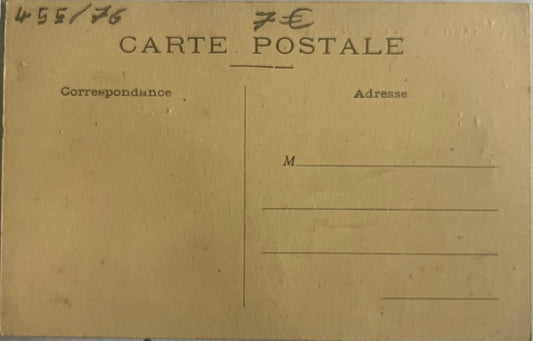 455/76 7€
CARTE POSTALE
Correspondance Adresse
M